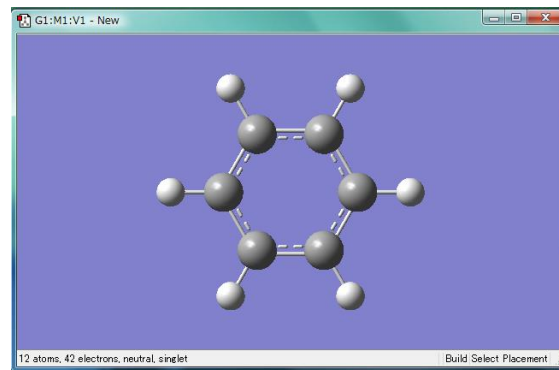 G1:M1:V1 - New
12 atoms, 42 electrons, neutral, singlet
Build Select Placement